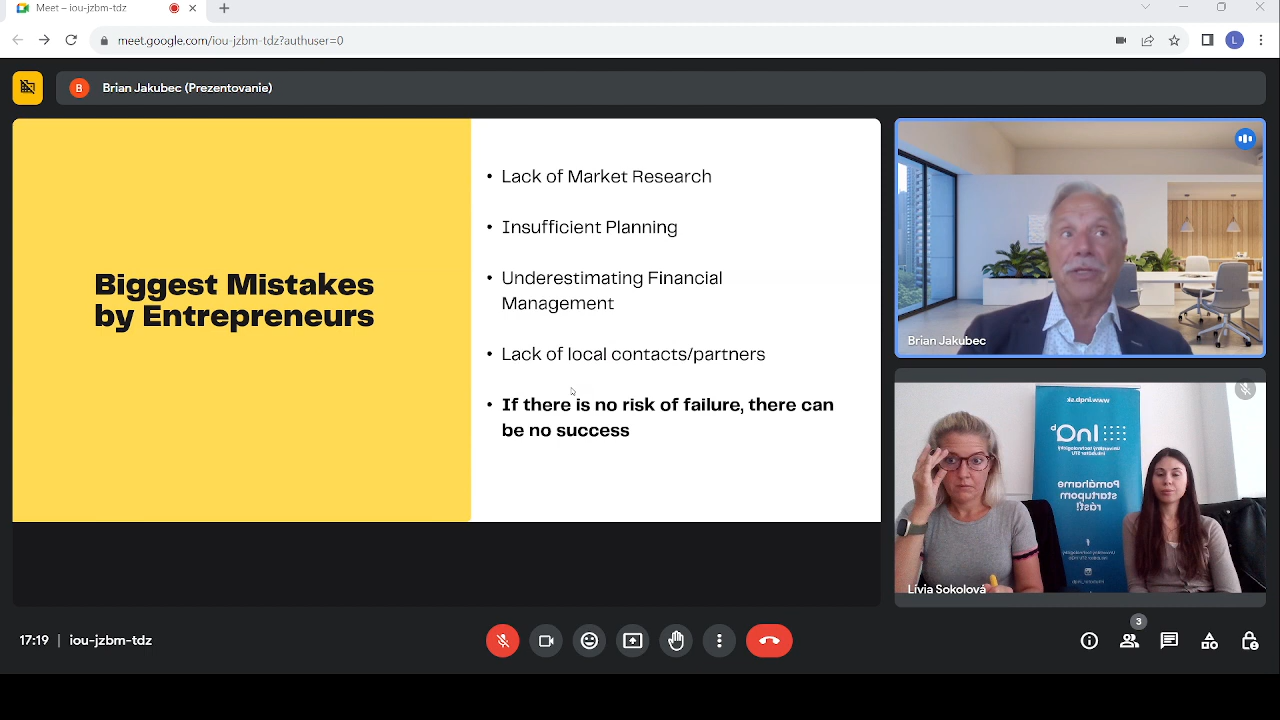 Meet – iou-jzbm-tdz
meet.google.com/iou-jzbm-tdz?authuser=0
L
B
Brian Jakubec (Prezentovanie)
Biggest Mistakes
by Entrepreneurs
• Lack of Market Research
• Insufficient Planning
• Underestimating Financial
Management
• Lack of local contacts/partners
• If there is no risk of failure, there can
be no success
Brian Jakubec
www.inqb.sk
InQb
Pomáhame
startupom
rásť!
Lívia Sokolová
17:19 | iou-jzbm-tdz
3